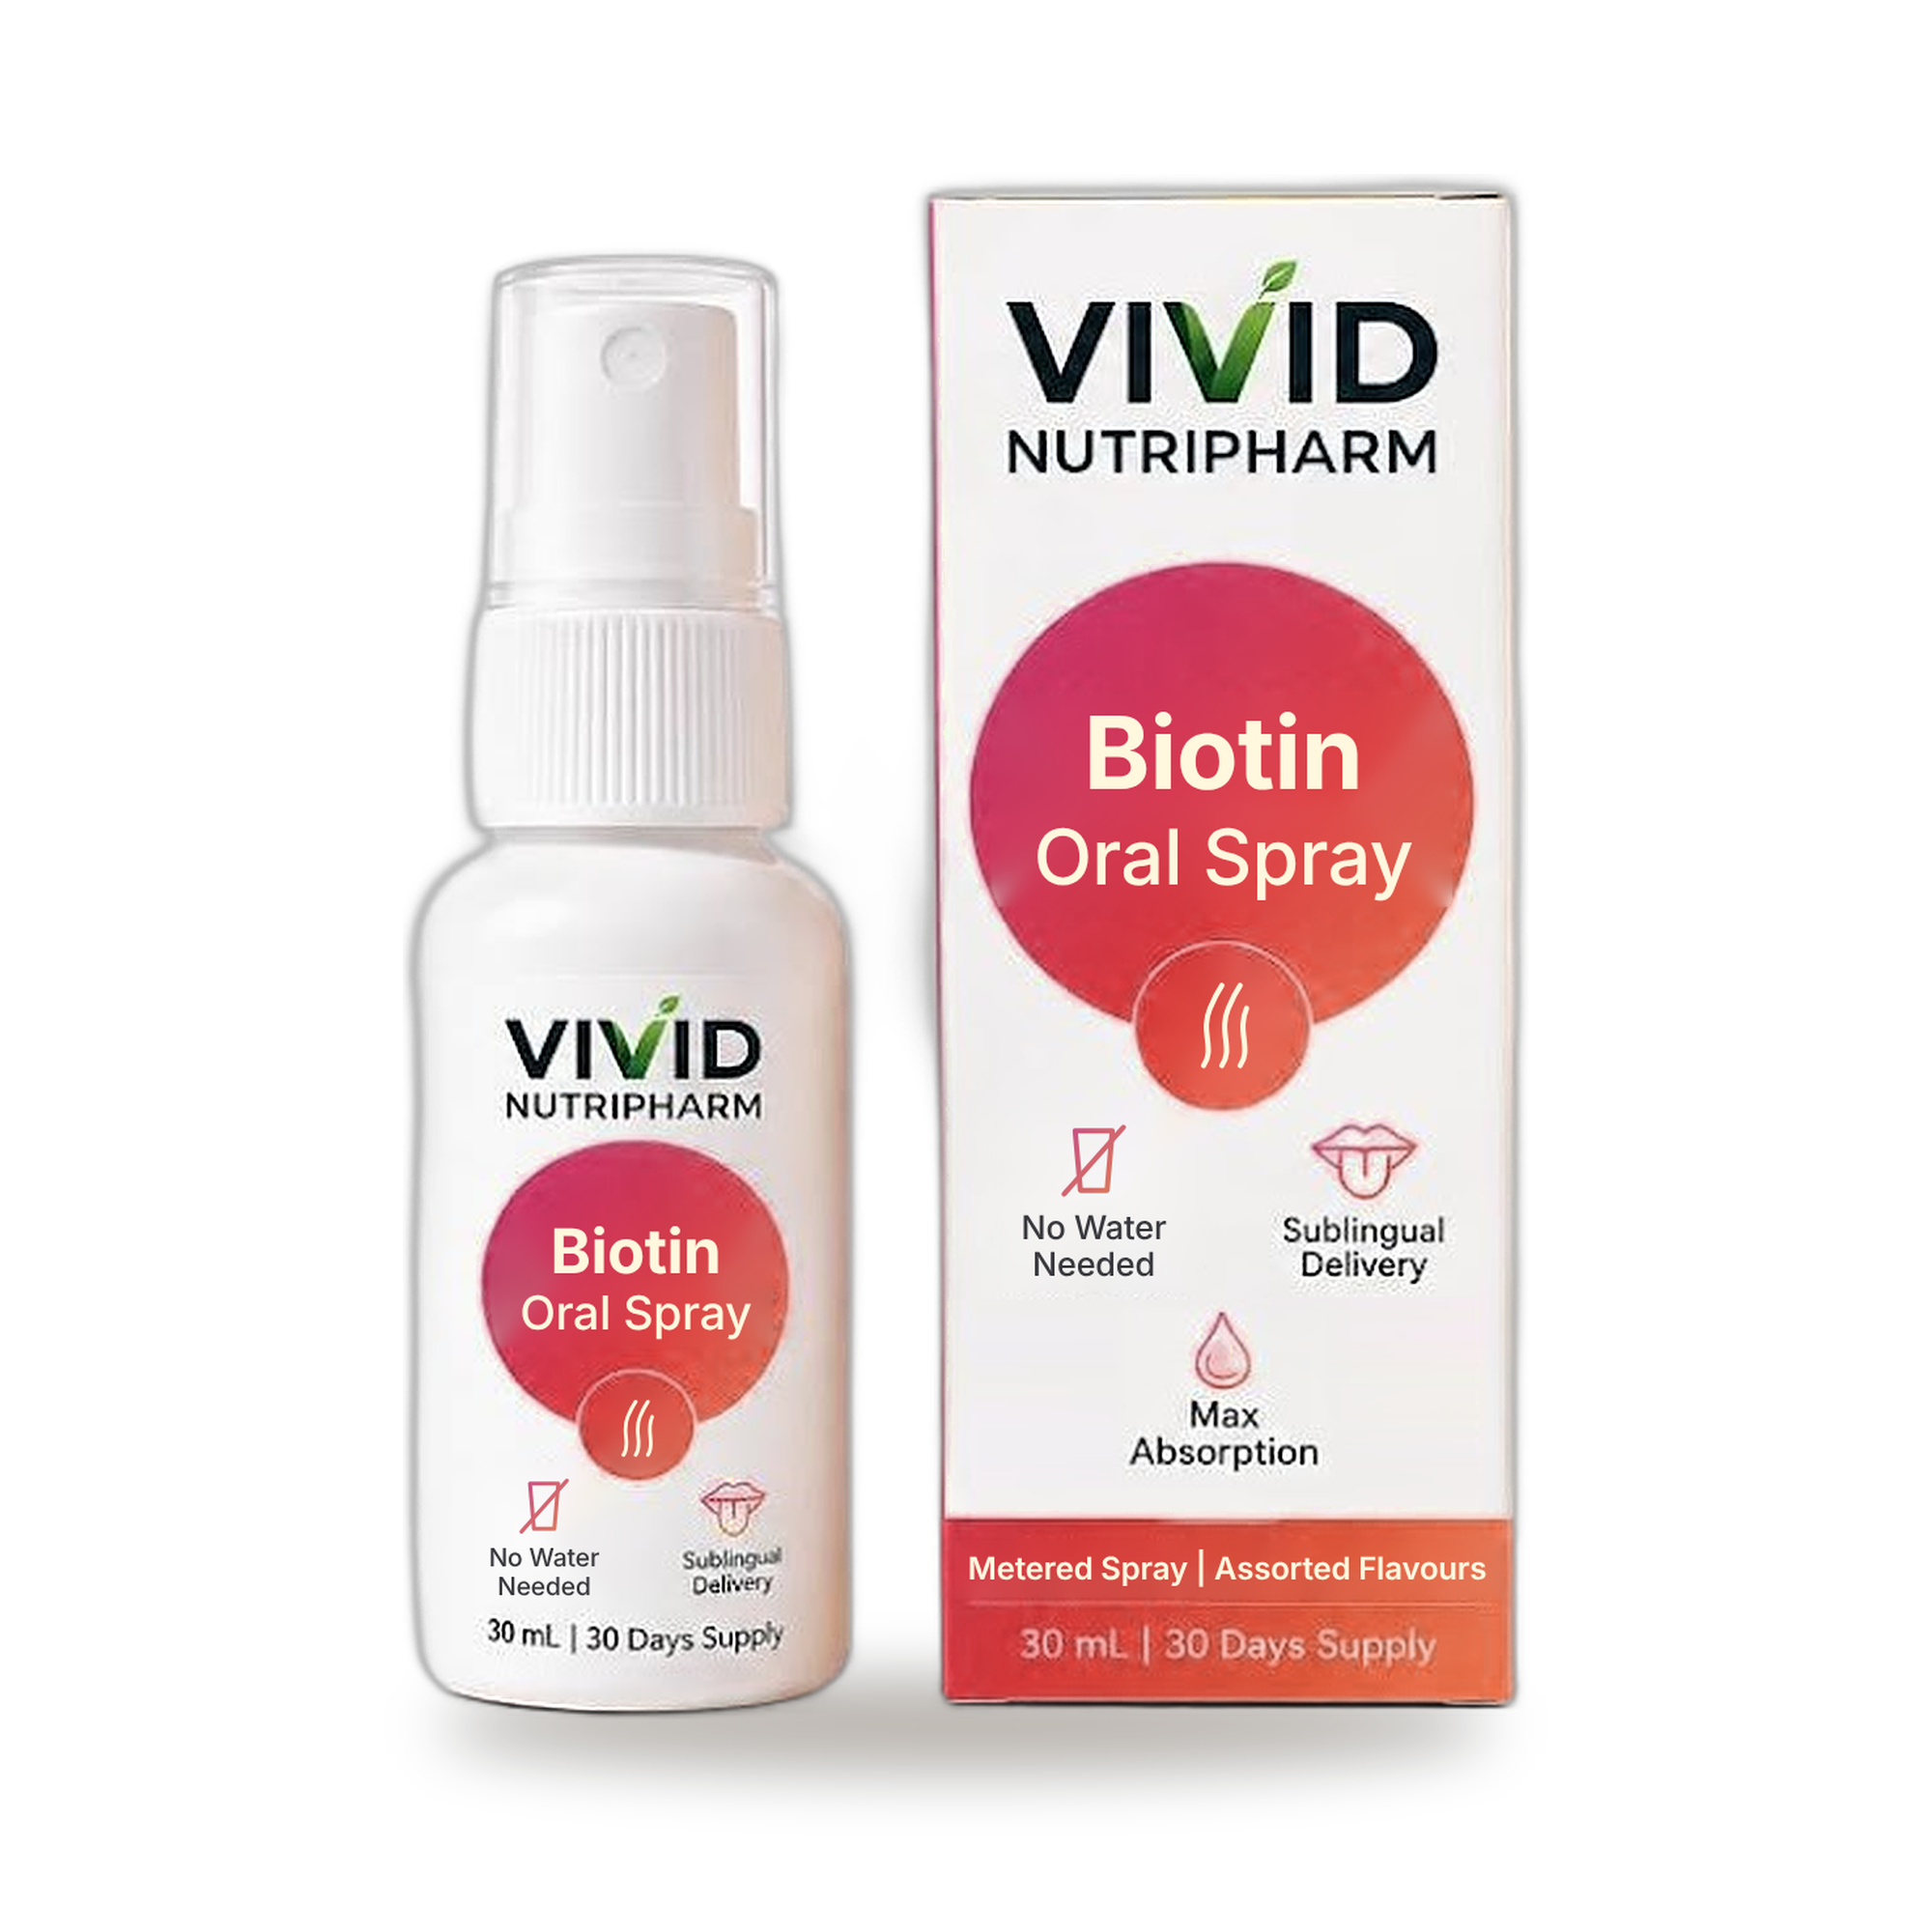 VIVID
NUTRIPHARM
Biotin
Oral Spray
No Water
Needed
Sublingual
Delivery
30 mL | 30 Days Supply
VIVID
NUTRIPHARM
Biotin
Oral Spray
No Water
Needed
Sublingual
Delivery
Max
Absorption
Metered Spray | Assorted Flavours
30 mL | 30 Days Supply